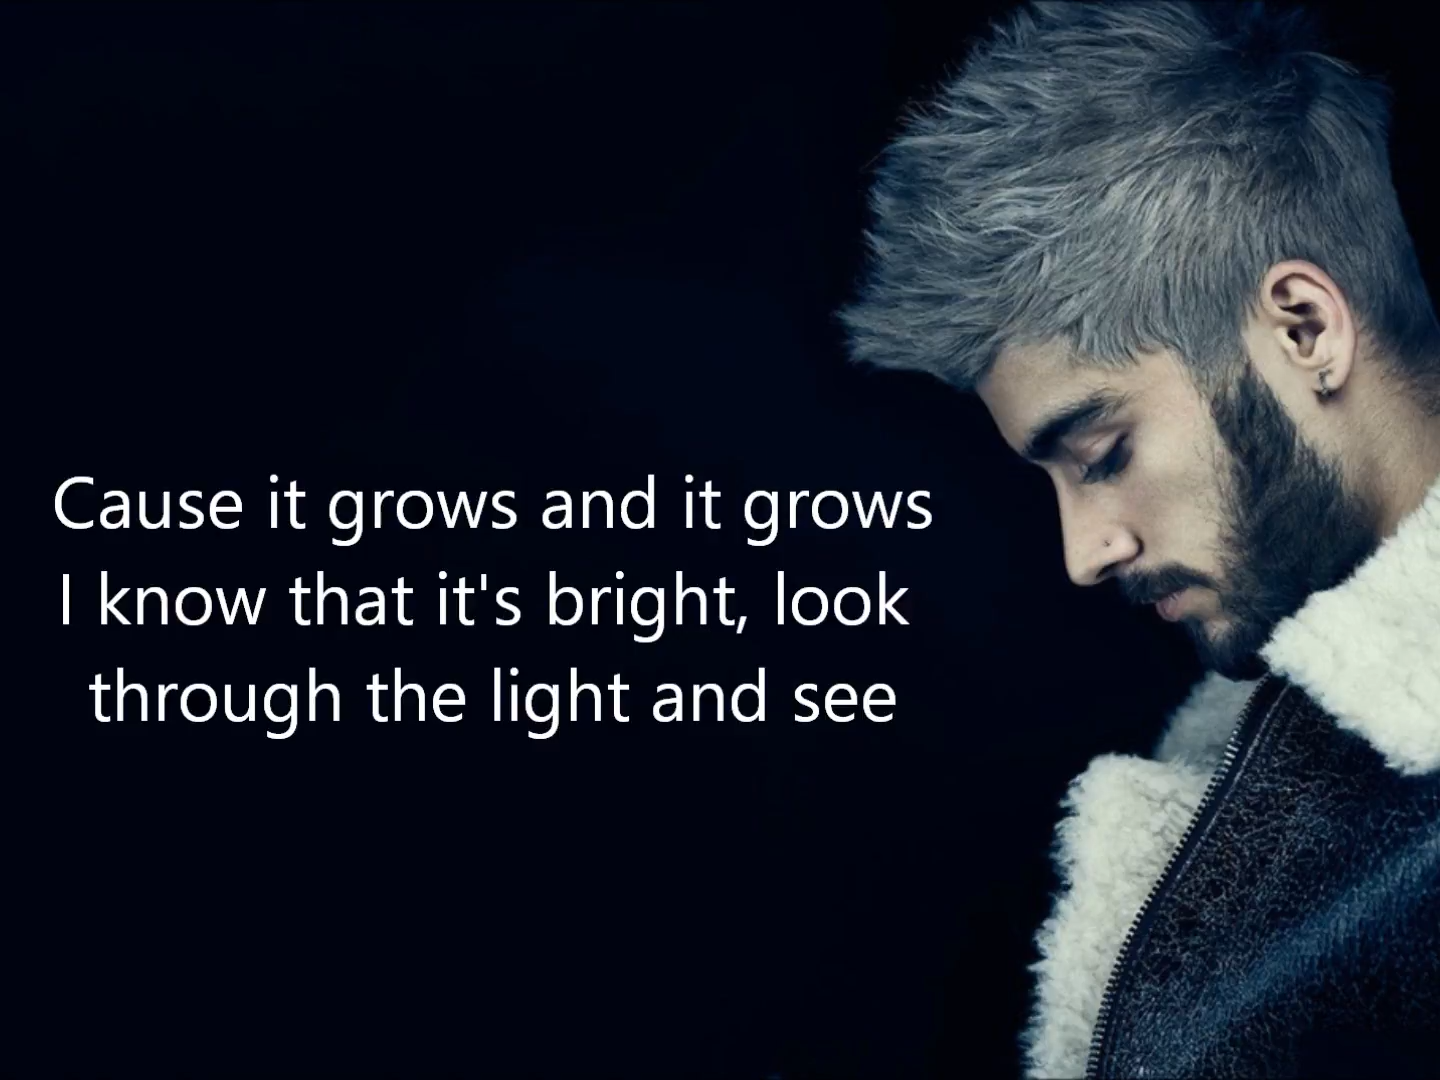 Cause it grows and it grows
I know that it's bright, look
through the light and see